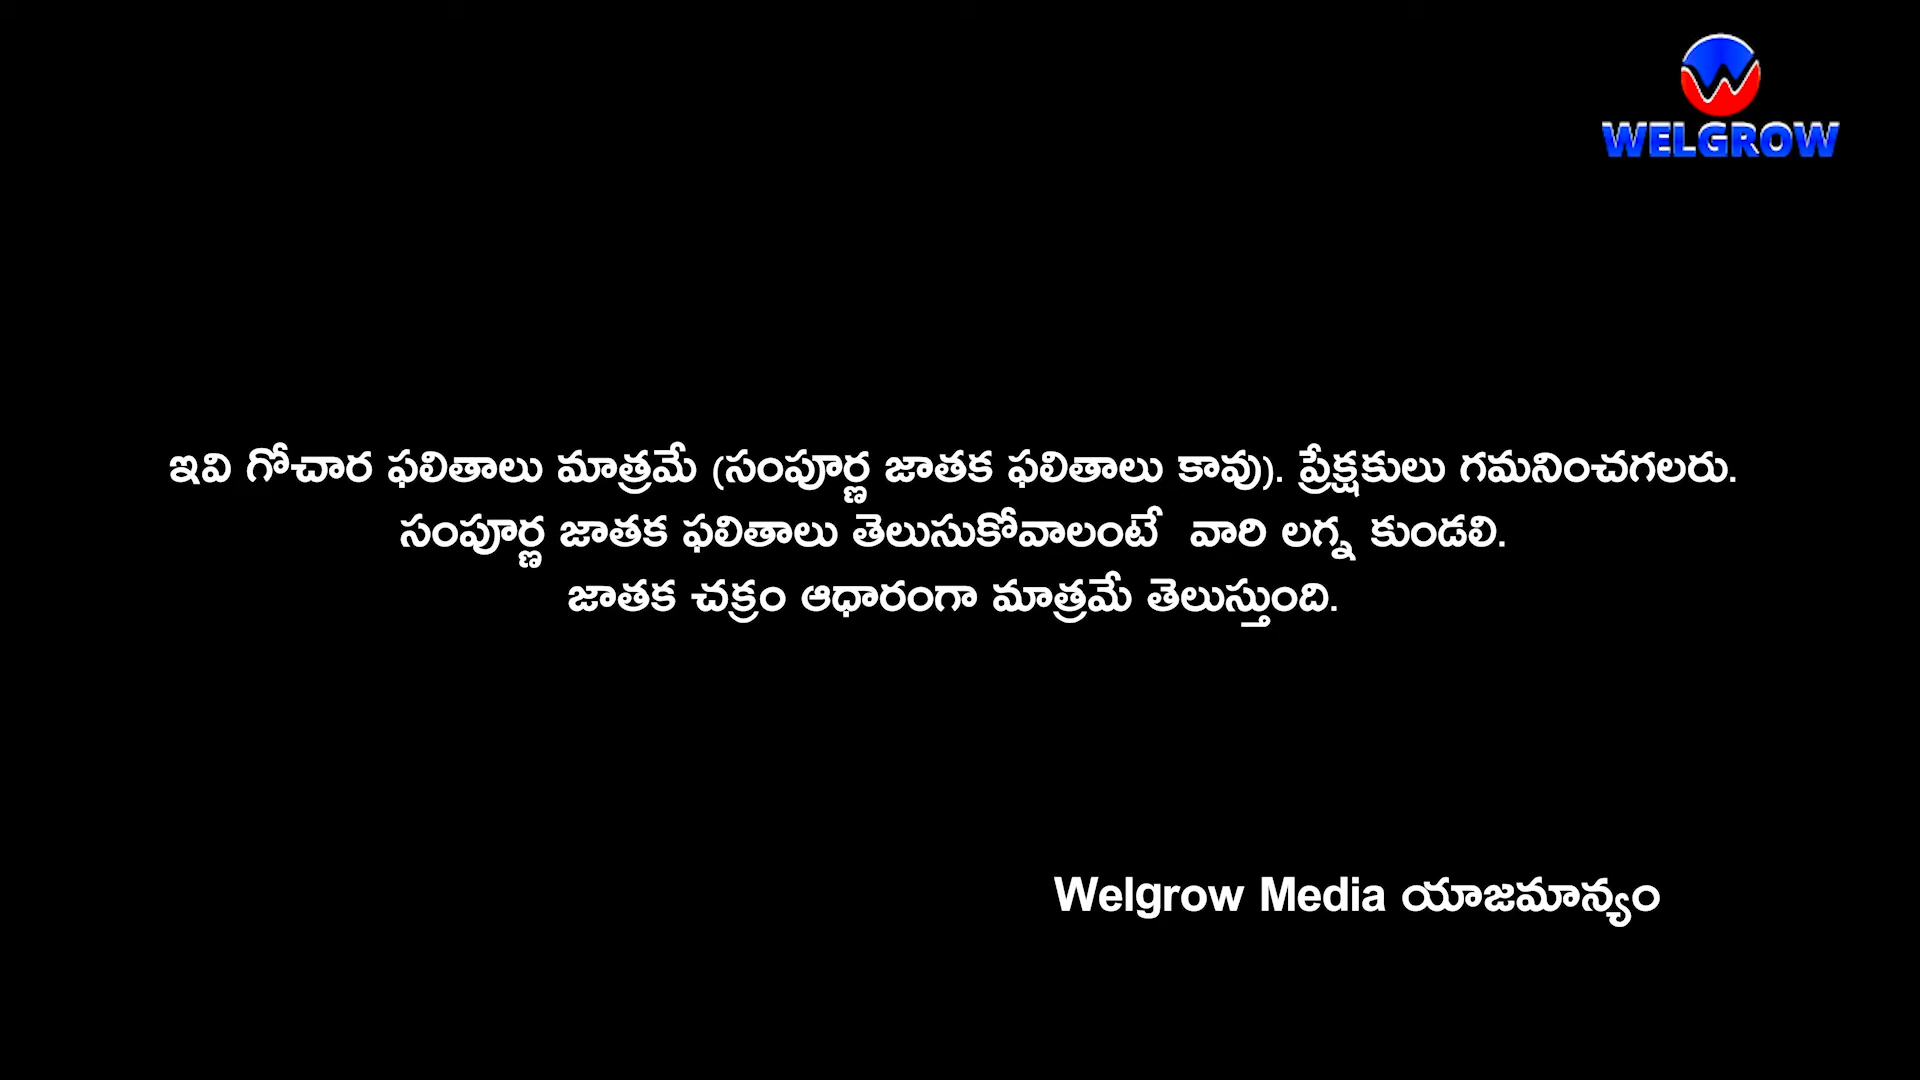 WELGROW
ఇవి గోచార ఫలితాలు మాత్రమే (సంపూర్ణ జాతక ఫలితాలు కావు). ప్రేక్షకులు గమనించగలరు.
సంపూర్ణ జాతక ఫలితాలు తెలుసుకోవాలంటే వారి లగ్న కుండలి.
జాతక చక్రం ఆధారంగా మాత్రమే తెలుస్తుంది.
Welgrow Media యాజమాన్యం